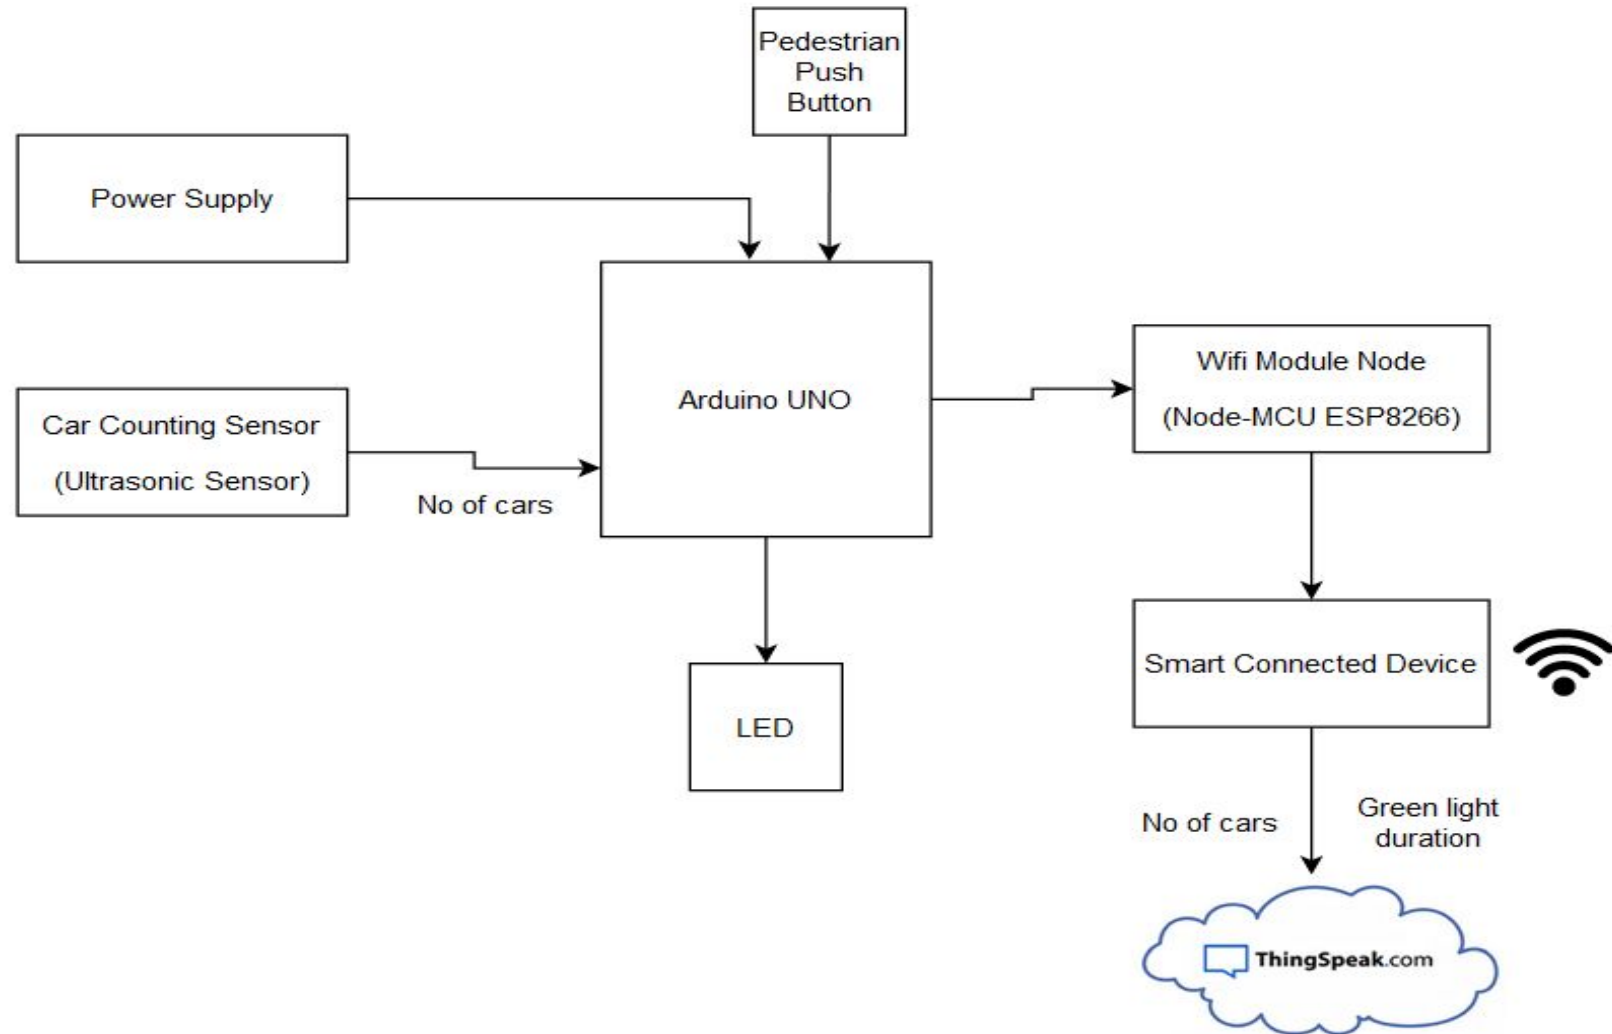 Pedestrian
Push
Button
Power Supply
Arduino UNO
Wifi Module Node
(Node-MCU ESP8266)
Car Counting Sensor
(Ultrasonic Sensor)
No of cars
Smart Connected Device
LED
No of cars
Green light
duration
ThingSpeak.com